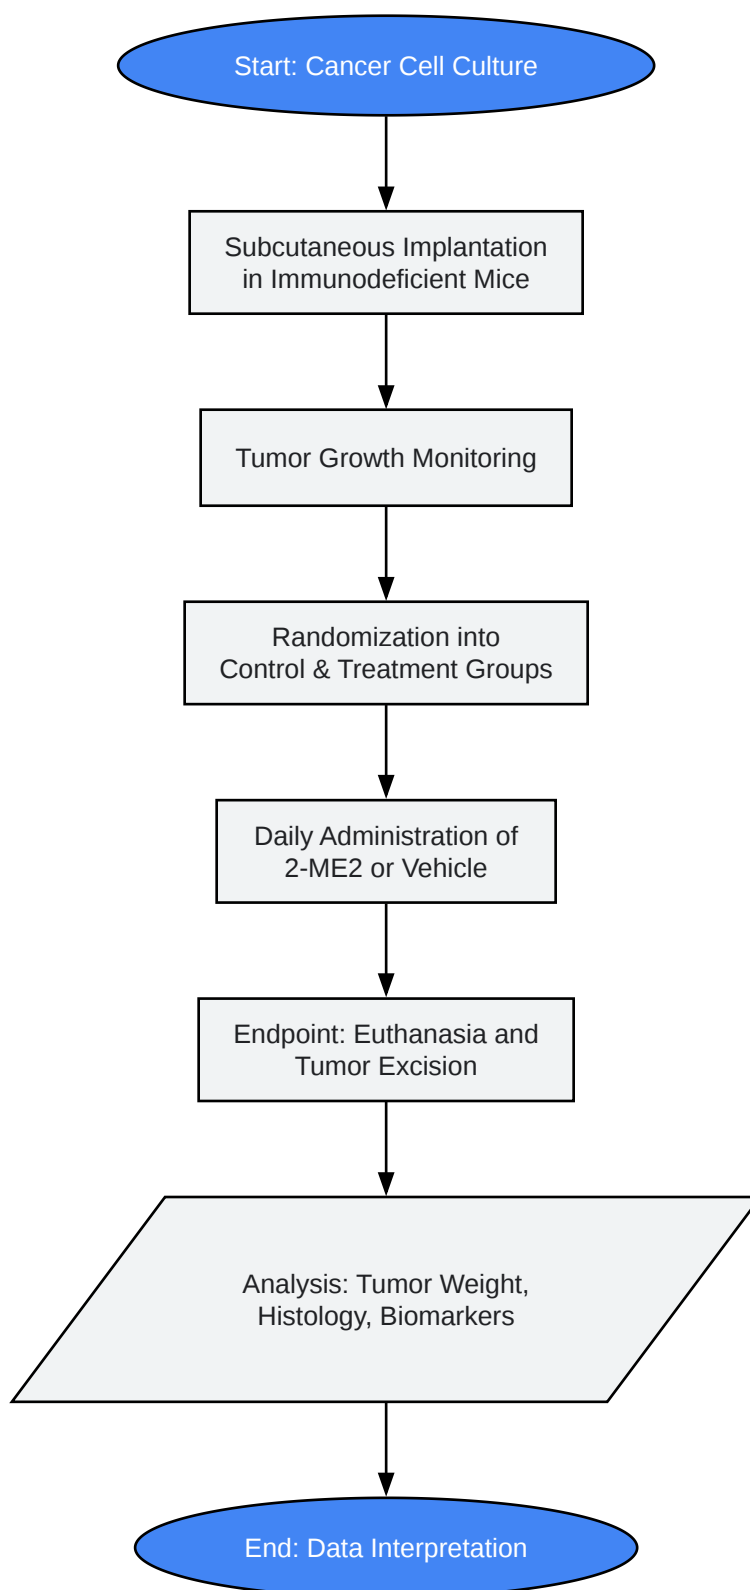 Start: Cancer Cell Culture
Subcutaneous Implantation
in Immunodeficient Mice
Tumor Growth Monitoring
Randomization into
Control & Treatment Groups
Daily Administration of
2-ME2 or Vehicle
Endpoint: Euthanasia and
Tumor Excision
Analysis: Tumor Weight,
Histology, Biomarkers
End: Data Interpretation